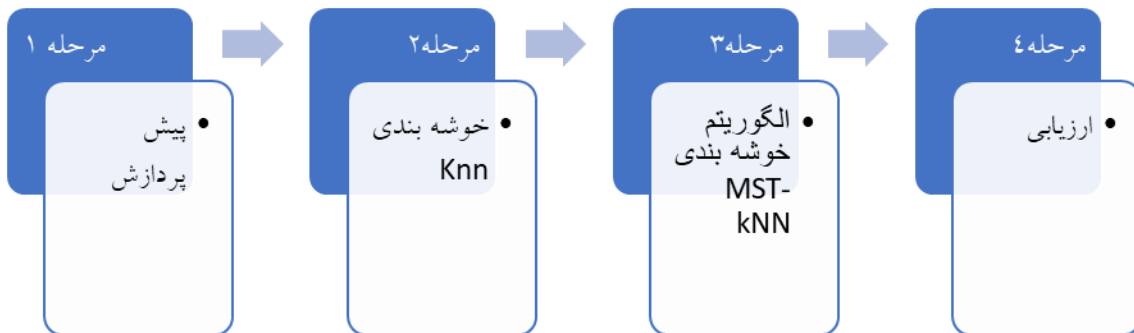 مرحله ۱
• پیش
پردازش
مرحله۲
• خوشه بندی
Knn
مرحله۳
• الگوریتم
خوشه بندی
MST-
kNN
مرحله٤
• ارزیابی